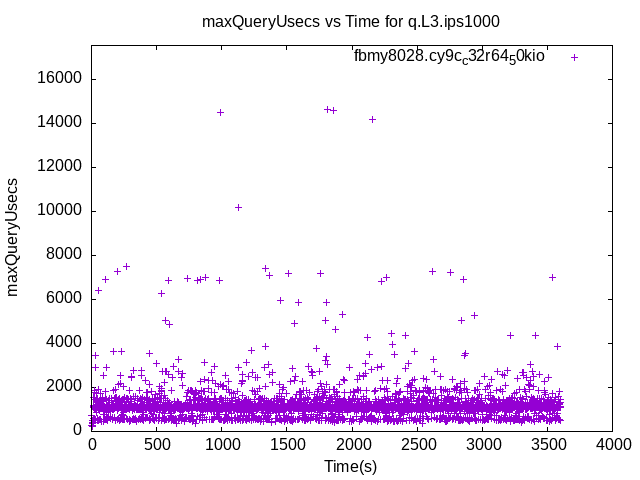 maxQueryUsecs vs Time for q.L3.ips1000
fbmy8028.cy9c_c32r64_50kio
maxQueryUsecs
16000
14000
12000
10000
8000
6000
4000
2000
0
0 500 1000 1500 2000 2500 3000 3500 4000
Time(s)